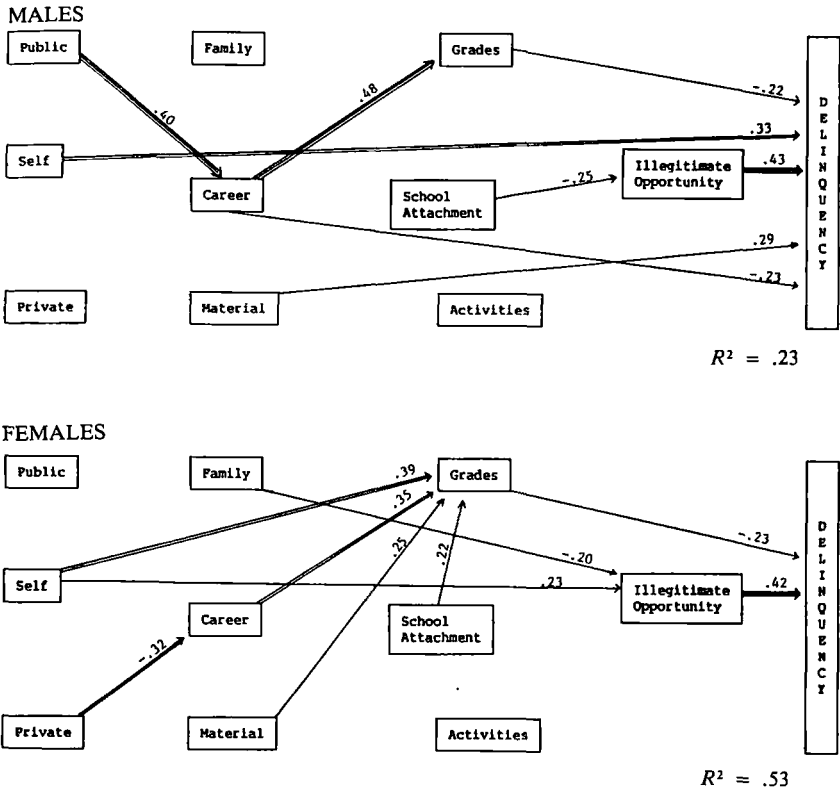 MALES
Public
Family
Grades
.40
.48
-.22
Self
.33
Career
School
Attachment
-.25
Illegitimate
Opportunity
.43
DELINQUENCY
.29
-.23
Private
Material
Activities
R² = .23
FEMALES
Public
Family
Grades
.39
.35
.25
.22
-.23
-.20
Self
.23
Career
School
Attachment
Illegitimate
Opportunity
.42
DELINQUENCY
-.32
Private
Material
Activities
R² = .53